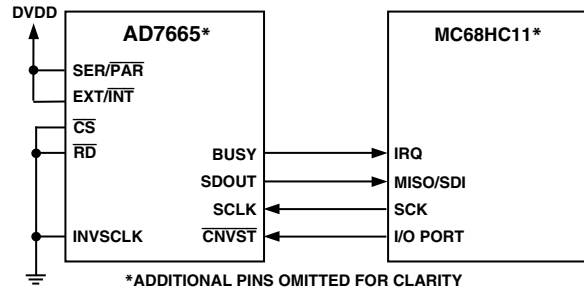 DVDD
AD7665*
MC68HC11*
SER/PAR
EXT/INT
CS
RD
BUSY
IRQ
SDOUT
MISO/SDI
SCLK
SCK
INVSCLK
CNVST
I/O PORT
*ADDITIONAL PINS OMITTED FOR CLARITY